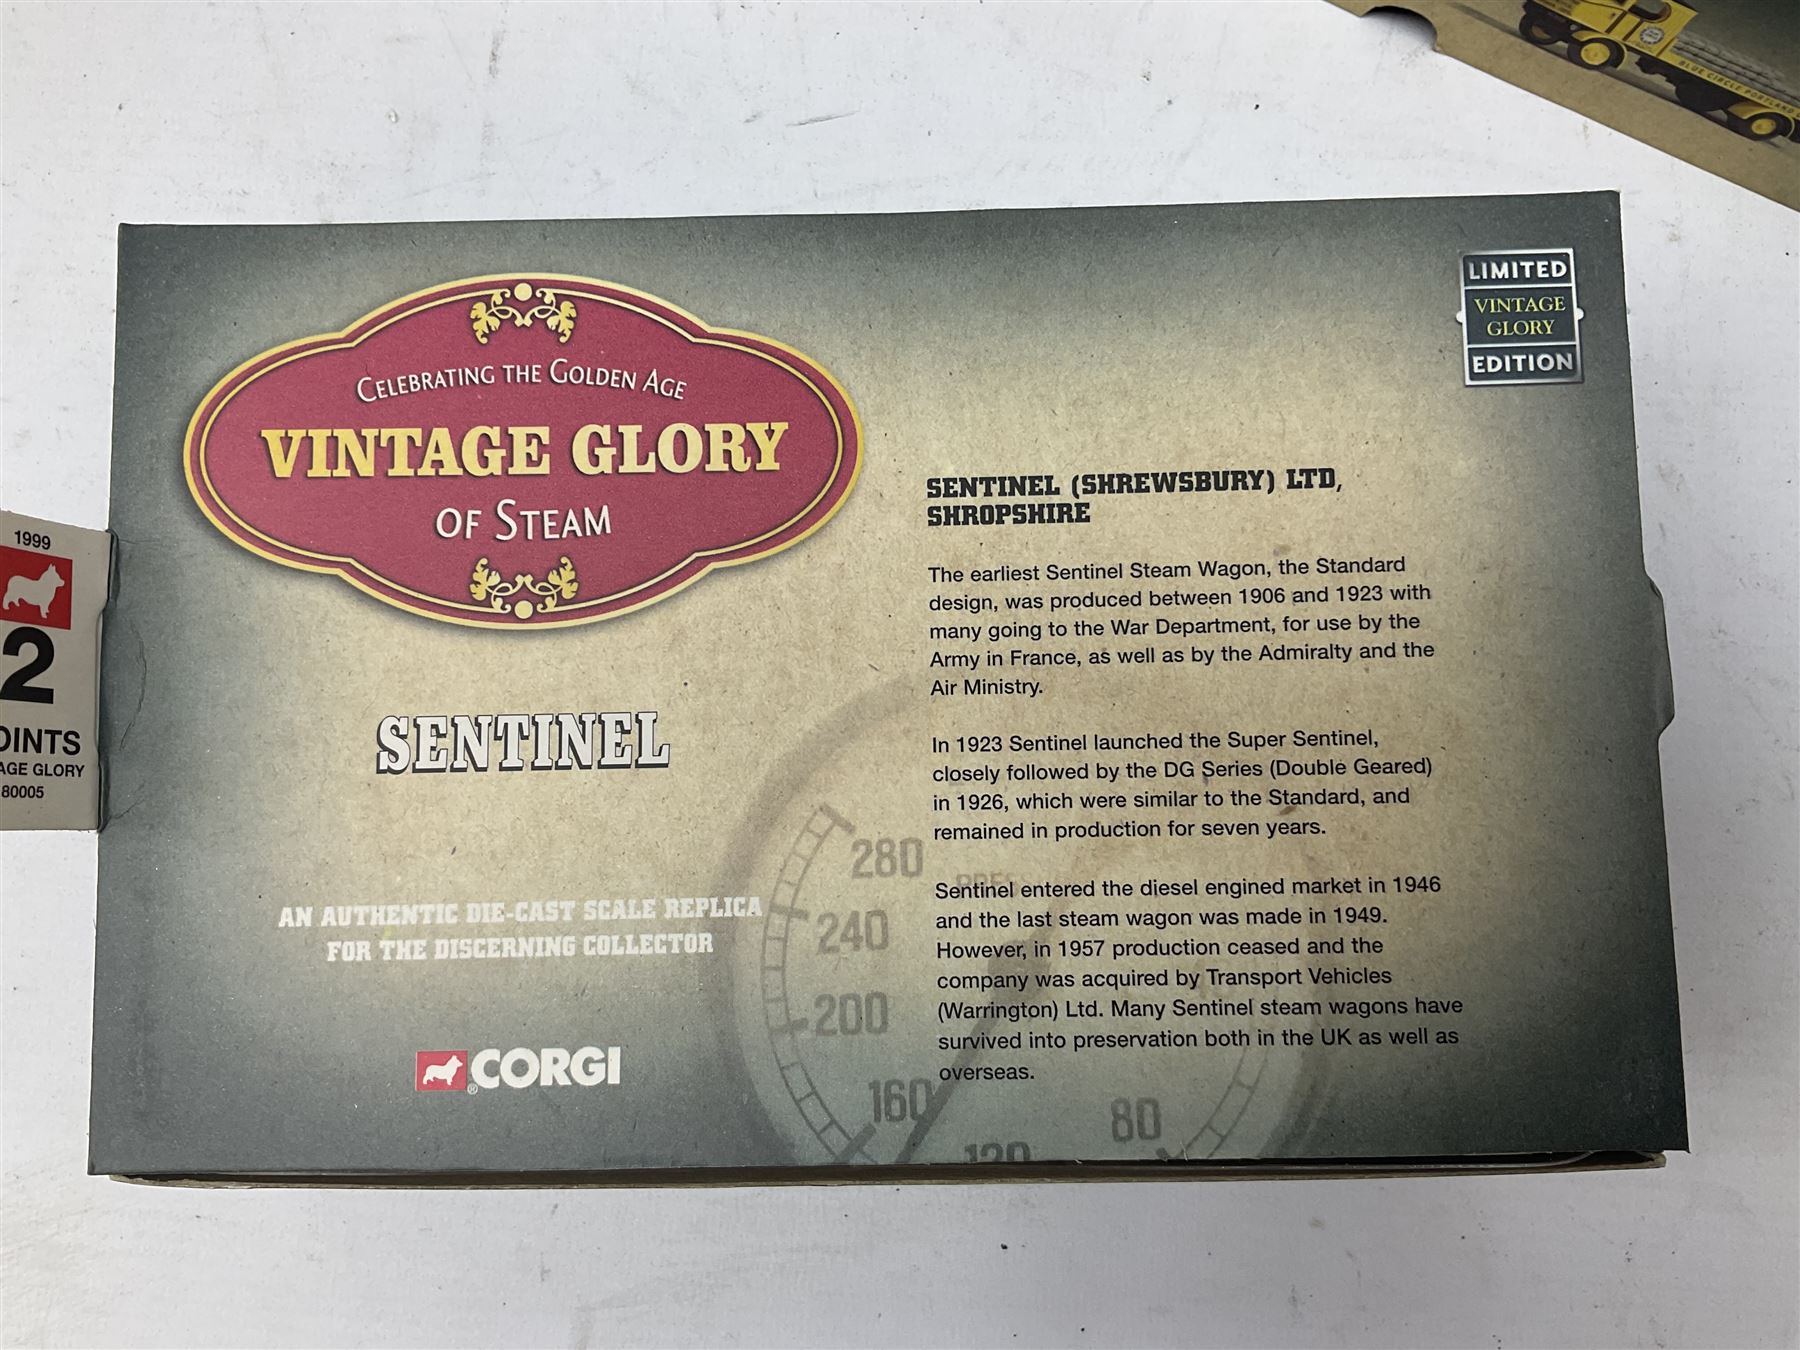 BLUE CIRCLE PORTLAND
LIMITED
VINTAGE
GLORY
EDITION
CELEBRATING THE GOLDEN AGE
VINTAGE GLORY
OF STEAM
SENTINEL
AN AUTHENTIC DIE-CAST SCALE REPLICA
FOR THE DISCERNING COLLECTOR
®CORGI
1999
2
OINTS
AGE GLORY
80005
SENTINEL (SHREWSBURY) LTD,
SHROPSHIRE
The earliest Sentinel Steam Wagon, the Standard
design, was produced between 1906 and 1923 with
many going to the War Department, for use by the
Army in France, as well as by the Admiralty and the
Air Ministry.
In 1923 Sentinel launched the Super Sentinel,
closely followed by the DG Series (Double Geared)
in 1926, which were similar to the Standard, and
remained in production for seven years.
Sentinel entered the diesel engined market in 1946
and the last steam wagon was made in 1949.
However, in 1957 production ceased and the
company was acquired by Transport Vehicles
(Warrington) Ltd. Many Sentinel steam wagons have
survived into preservation both in the UK as well as
overseas.
280
240
200
160
120
80